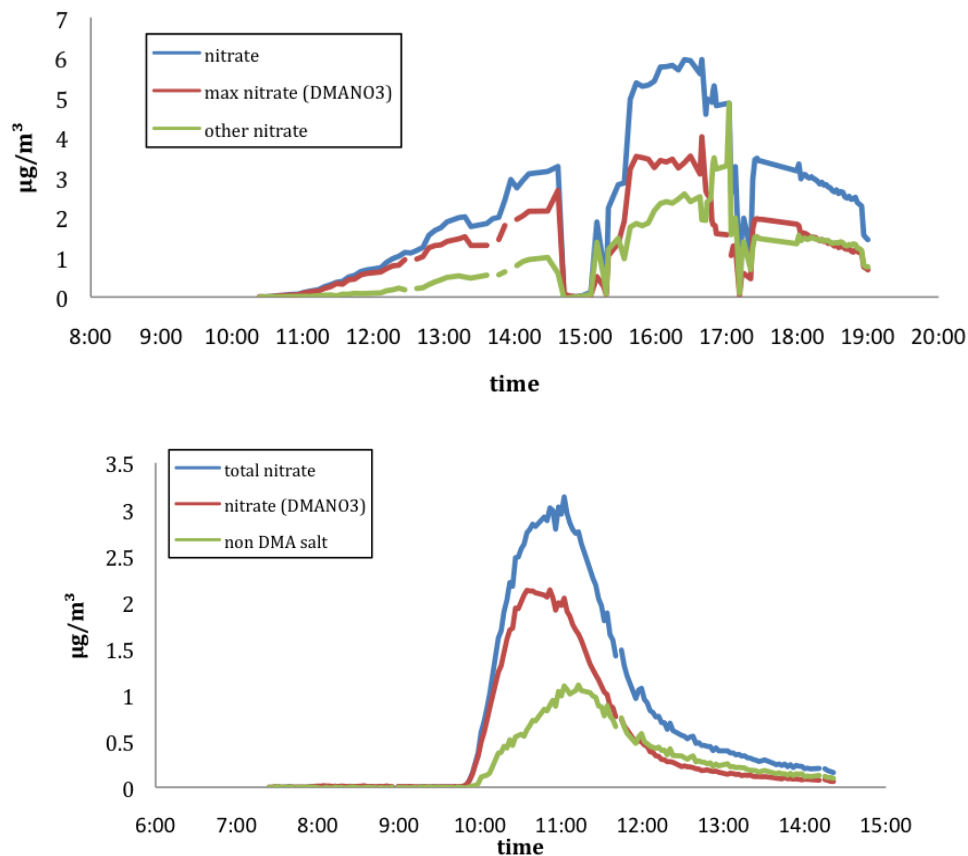 7
6
5
4
3
2
1
0
µg/m³
nitrate
max nitrate (DMANO3)
other nitrate
8:00 9:00 10:00 11:00 12:00 13:00 14:00 15:00 16:00 17:00 18:00 19:00 20:00
time
3.5
3
2.5
2
1.5
1
0.5
0
µg/m³
total nitrate
nitrate (DMANO3)
non DMA salt
6:00 7:00 8:00 9:00 10:00 11:00 12:00 13:00 14:00 15:00
time